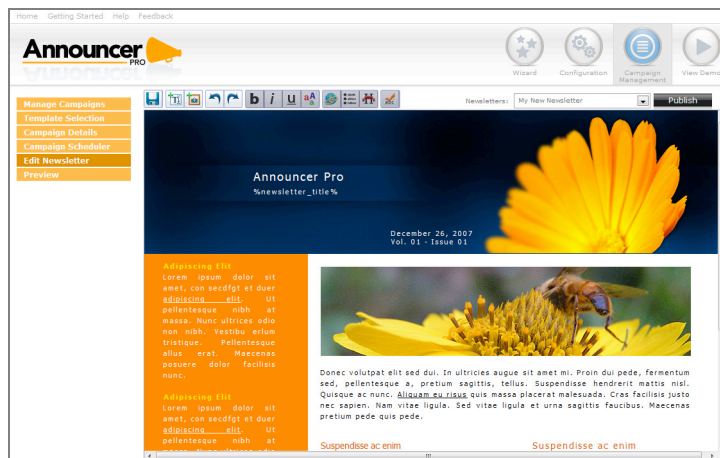 Home Getting Started Help Feedback
Announcer
PRO
Wizard Configuration Campaign Management View Demo
Manage Campaigns
Template Selection
Campaign Details
Campaign Scheduler
Edit Newsletter
Preview
b i u aA
Newsletters: My New Newsletter Publish
Announcer Pro
%newsletter_title%
December 26, 2007
Vol. 01 - Issue 01
Adipiscing Elit
Lorem ipsum dolor sit
amet, con secdfgt et duer
adipiscing elit. Ut
pellentesque nibh at
massa. Nunc ultrices odio
non nibh. Vestibu erlum
tristique. Pellentesque
allus erat. Maecenas
posuere dolor facilisis
nunc.
Adipiscing Elit
Lorem ipsum dolor sit
amet, con secdfgt et duer
adipiscing elit. Ut
pellentesque nibh at
massa. Nunc ultrices odio
Donec volutpat elit sed dui. In ultricies augue sit amet mi. Proin dui pede, fermentum
sed, pellentesque a, pretium sagittis, tellus. Suspendisse hendrerit mattis nisl.
Quisque ac nunc. Aliquam eu risus quis massa placerat malesuada. Cras facilisis justo
nec sapien. Nam vitae ligula. Sed vitae ligula et urna sagittis faucibus. Maecenas
pretium pede quis pede.
Suspendisse ac enim Suspendisse ac enim